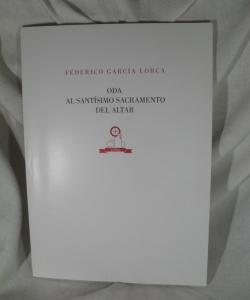 FEDERICO GARCÍA LORCA
ODA
AL SANTÍSIMO SACRAMENTO
DEL ALTAR